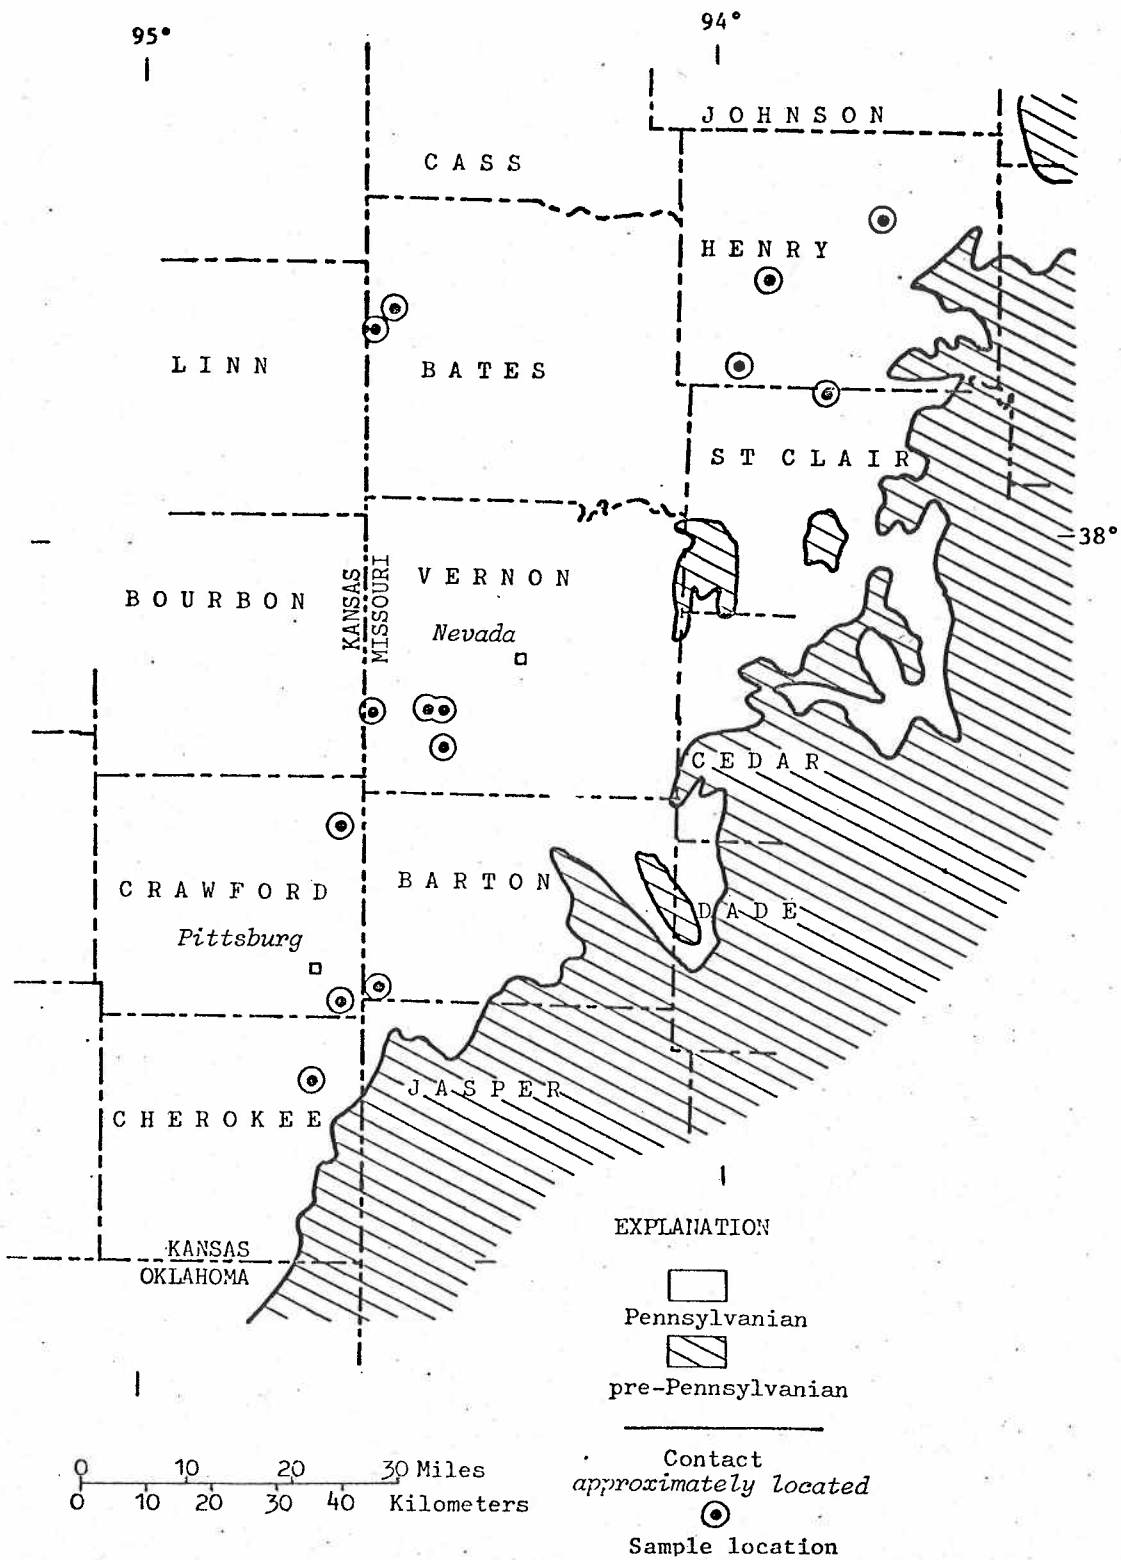 95°
94°
JOHNSON
CASS
HENRY
LINN
BATES
ST CLAIR
38°
VERNON
BOURBON
KANSAS
MISSOURI
Nevada
CEDAR
CRAWFORD
BARTON
DADE
Pittsburg
JASPER
CHEROKEE
KANSAS
OKLAHOMA
EXPLANATION
Pennsylvanian
pre-Pennsylvanian
Contact
approximately located
Sample location
0 10 20 30 Miles
0 10 20 30 40 Kilometers